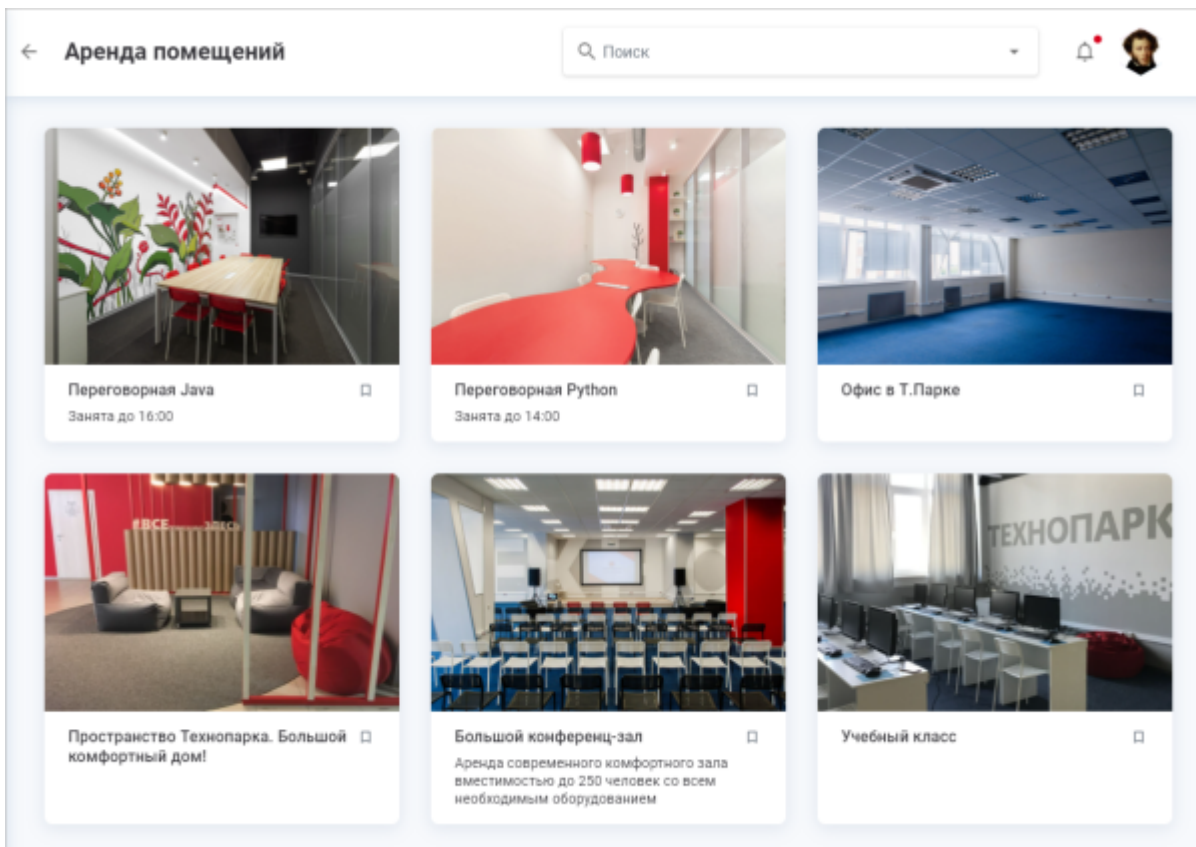 Аренда помещений
Поиск
Переговорная Java
Занята до 16:00
Переговорная Python
Занята до 14:00
Офис в Т.Парке
#ВСЕ ЗДЕСЬ
ТЕХНОПАРК
Пространство Технопарка. Большой
комфортный дом!
Большой конференц-зал
Аренда современного комфортного зала
вместимостью до 250 человек со всем
необходимым оборудованием
Учебный класс